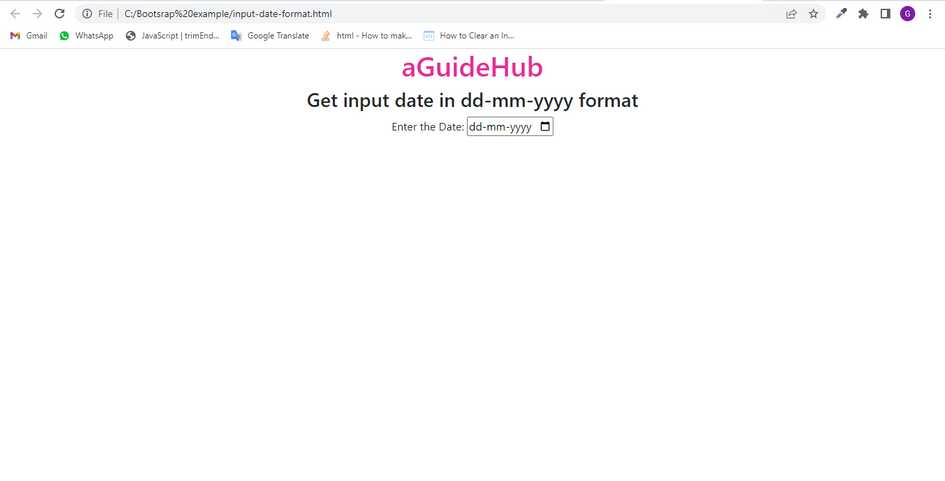 File C:/Bootsrap%20example/input-date-format.html G
Gmail WhatsApp JavaScript | trimEnd... Google Translate html - How to mak... How to Clear an In...
aGuideHub
Get input date in dd-mm-yyyy format
Enter the Date: dd-mm-yyyy